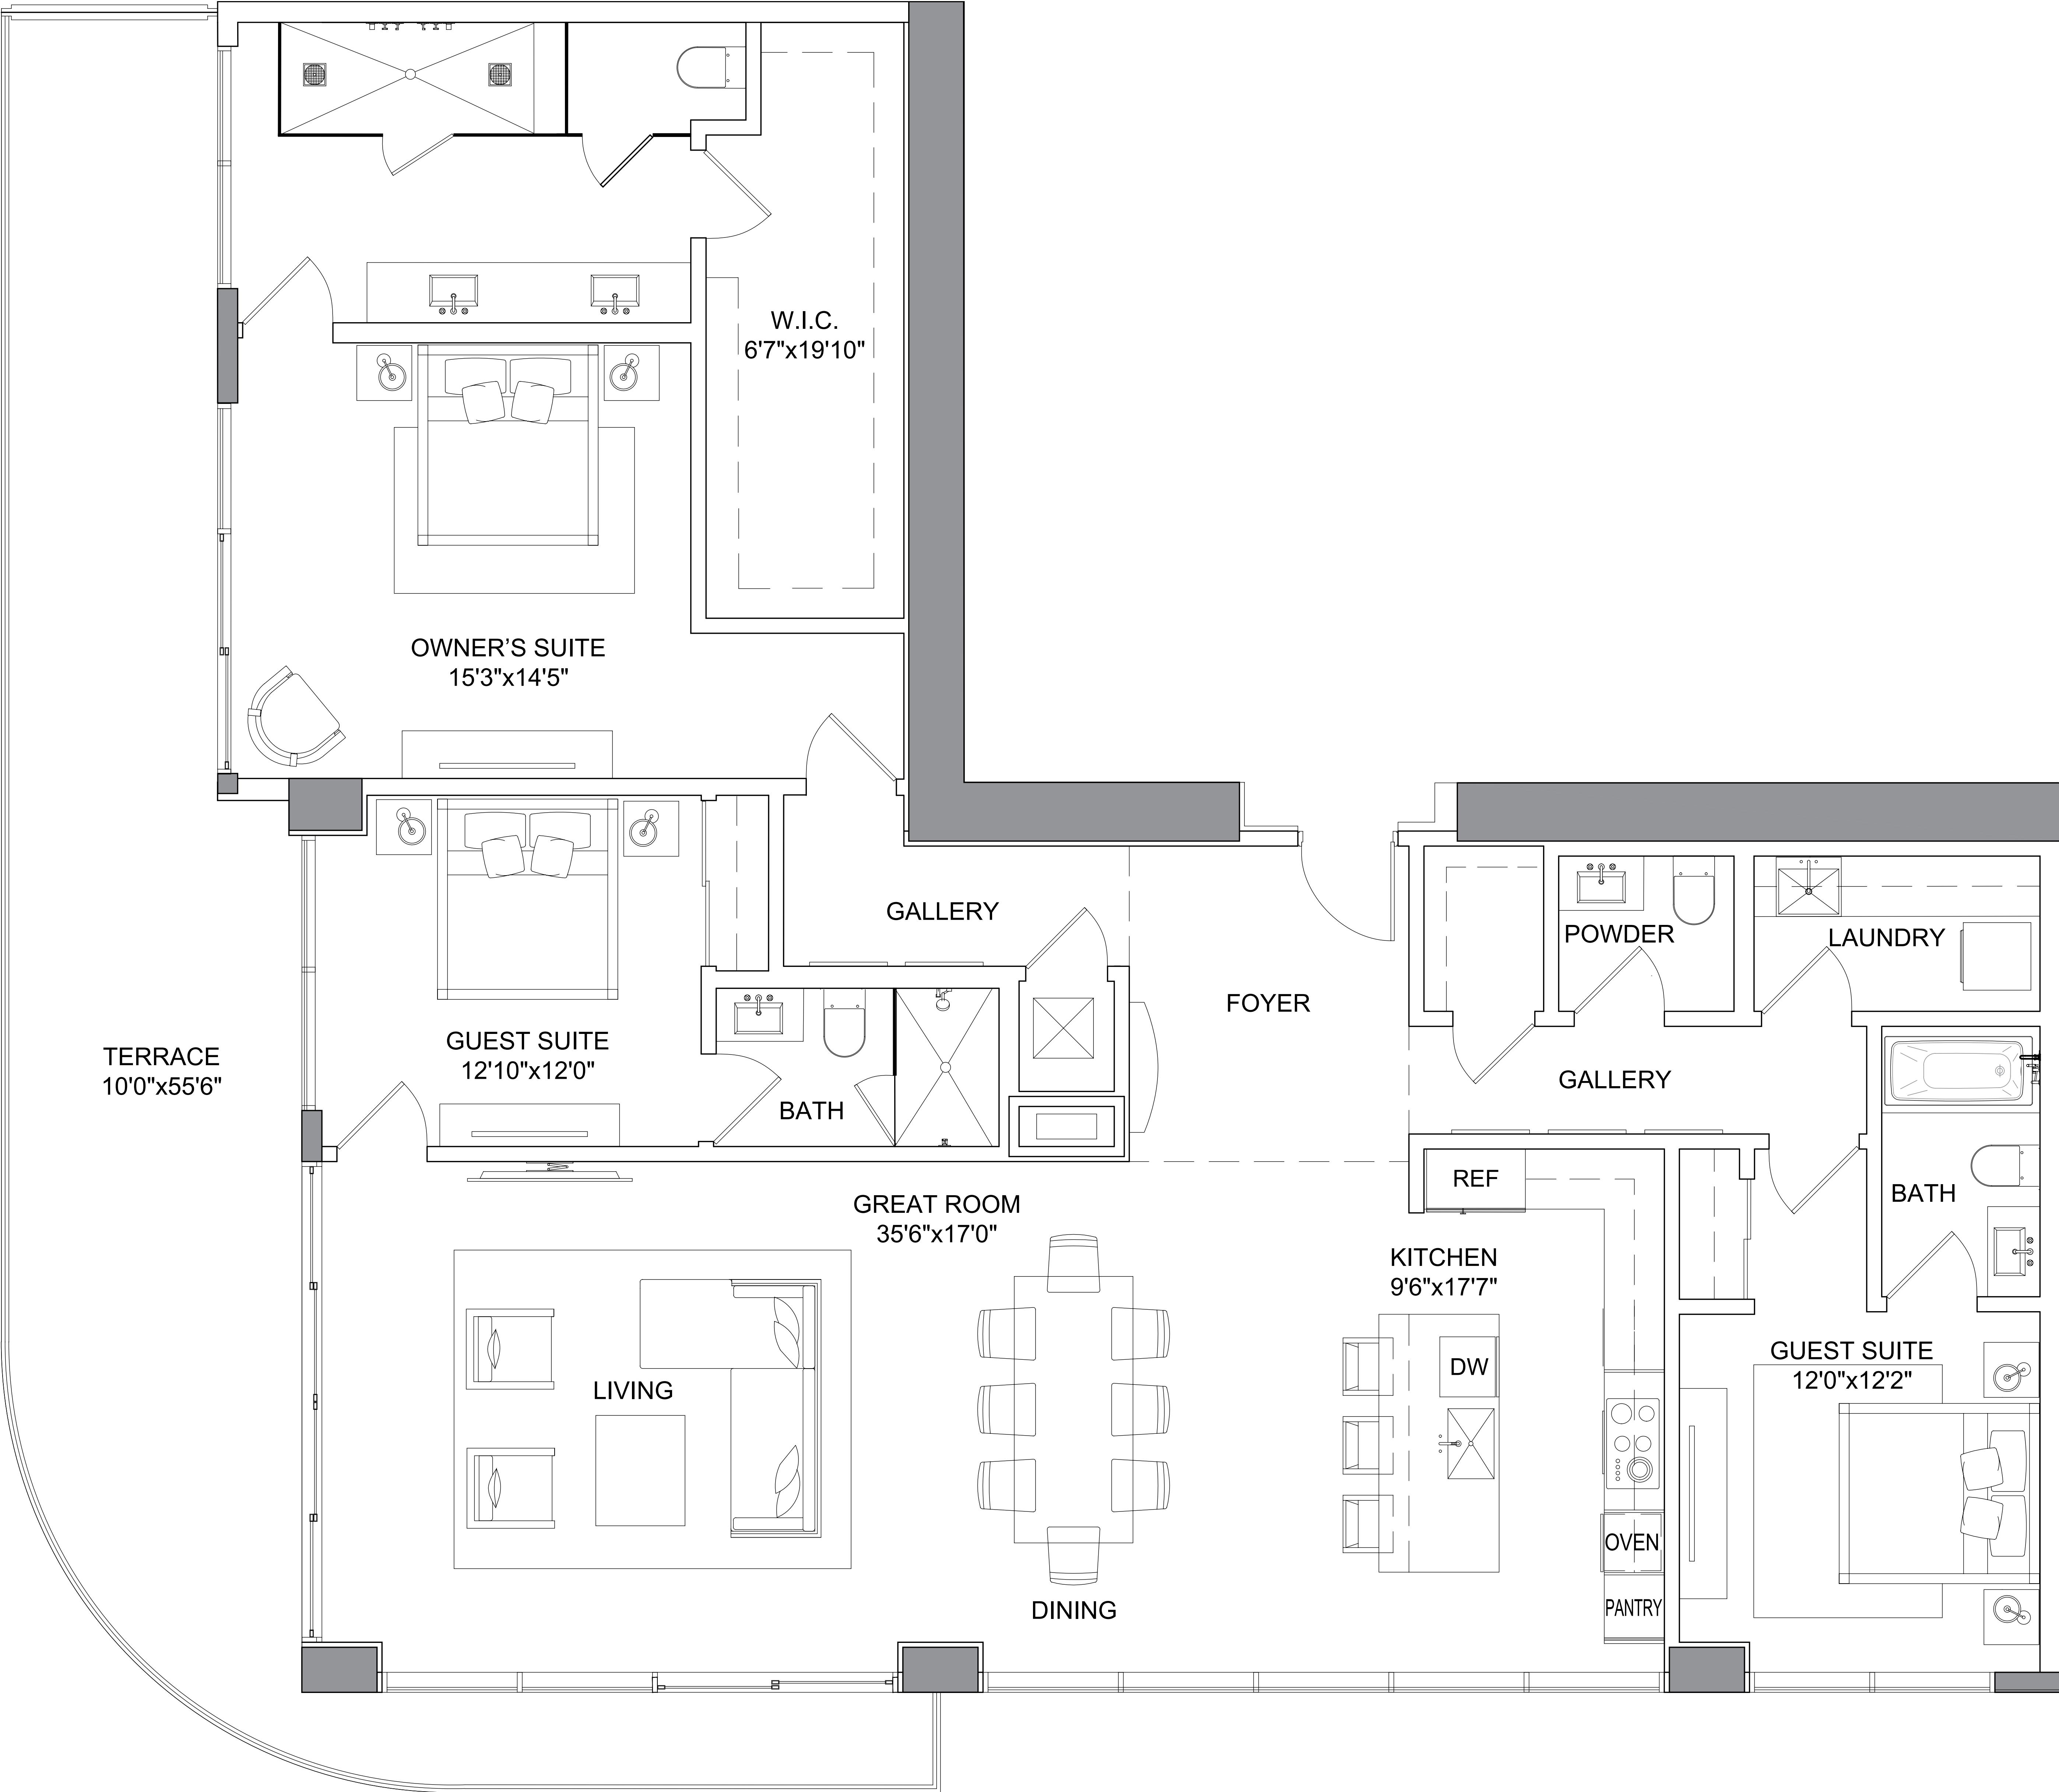 W.I.C.
6'7"x19'10"
OWNER’S SUITE
15'3"x14'5"
GALLERY
POWDER
LAUNDRY
FOYER
GUEST SUITE
12'10"x12'0"
TERRACE
10'0"x55'6"
BATH
GALLERY
REF
BATH
GREAT ROOM
35'6"x17'0"
KITCHEN
9'6"x17'7"
GUEST SUITE
12'0"x12'2"
DW
LIVING
OVEN
PANTRY
DINING